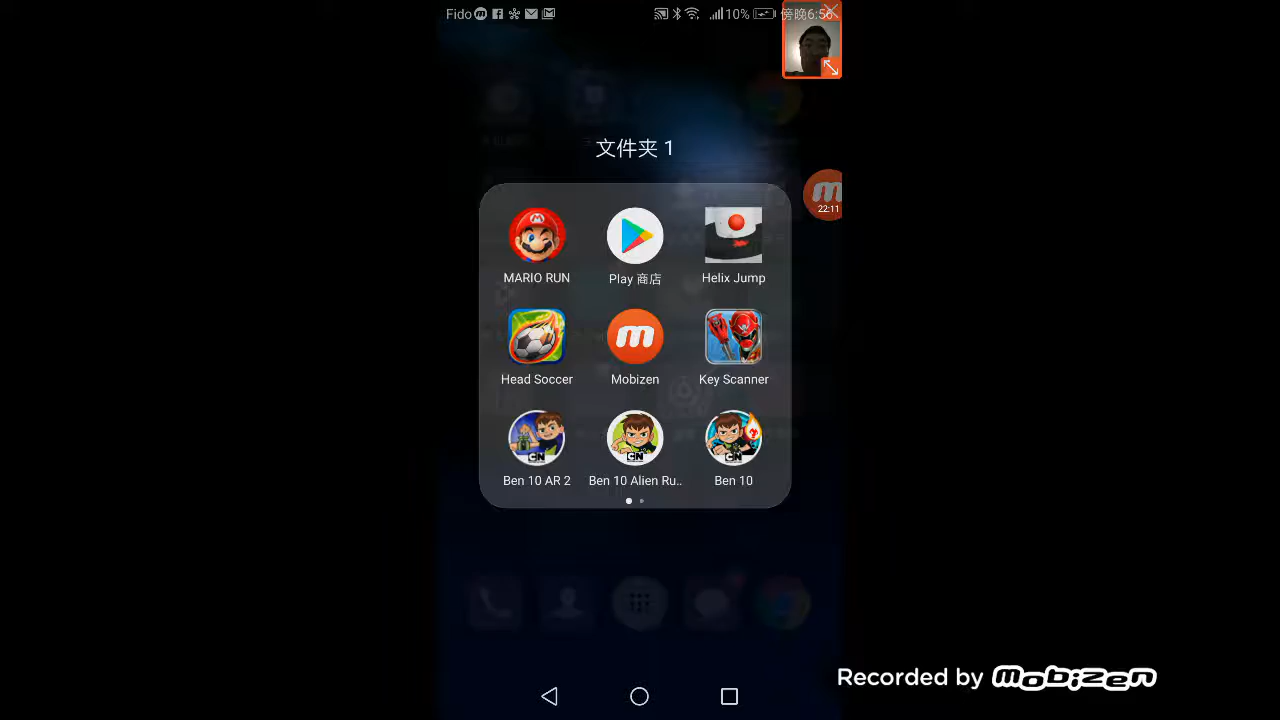 Fido 10% 傍晚6:56
文件夹 1
22:11
MARIO RUN Play 商店 Helix Jump
Head Soccer Mobizen Key Scanner
Ben 10 AR 2 Ben 10 Alien Ru.. Ben 10
Recorded by mobizen